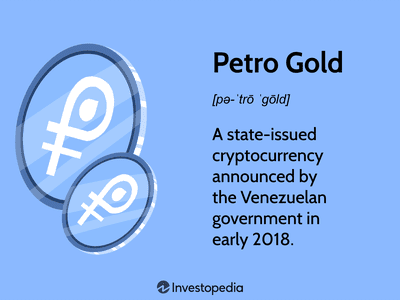 Petro Gold
[pə-ˈtrō ˈgōld]
A state-issued
cryptocurrency
announced by
the Venezuelan
government in
early 2018.
Investopedia